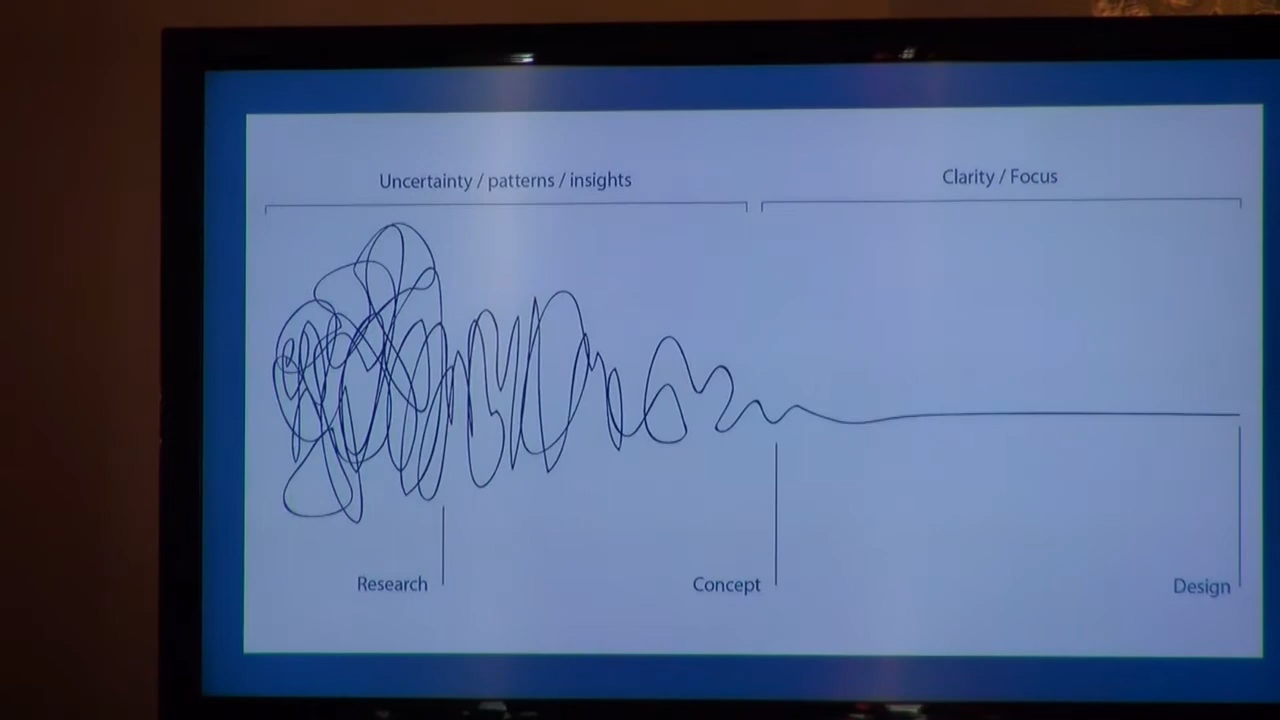 Uncertainty / patterns / insights
Clarity / Focus
Research
Concept
Design